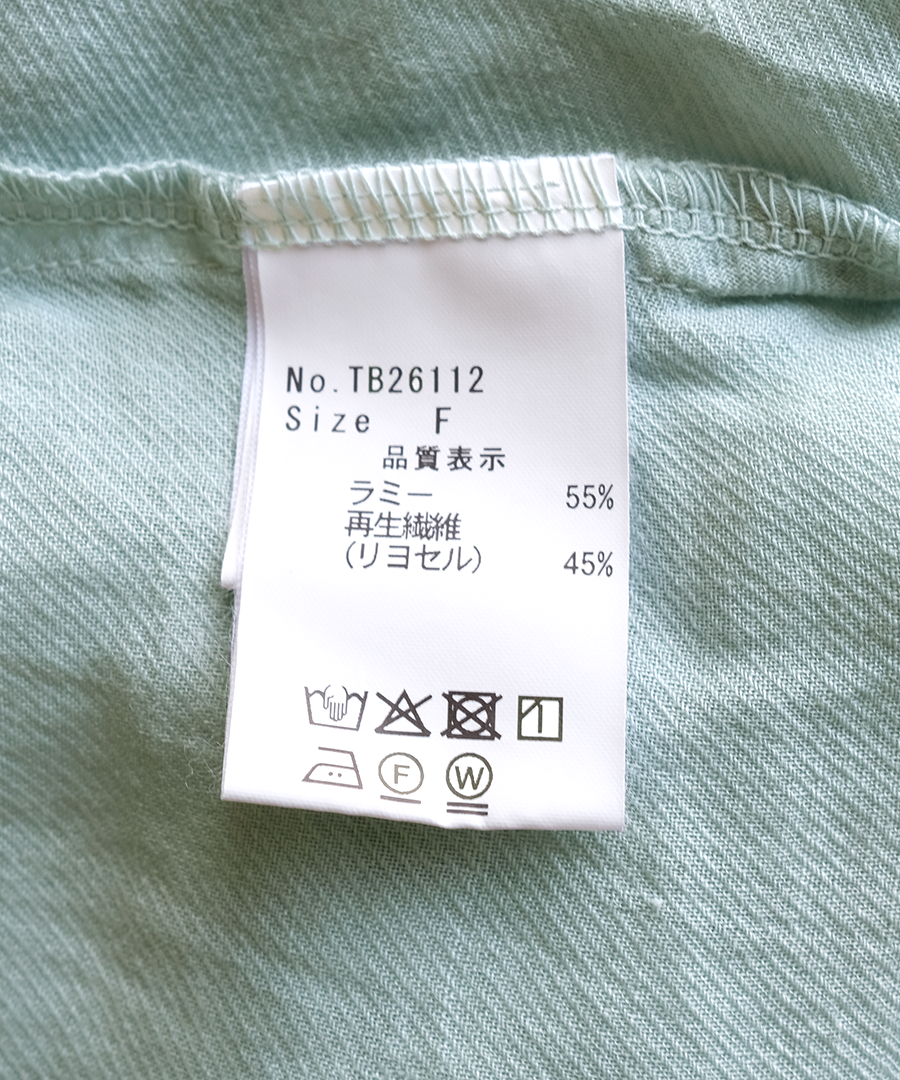 No.TB26112
Size F
品質表示
ラミー 55%
再生繊維
(リヨセル) 45%
F W